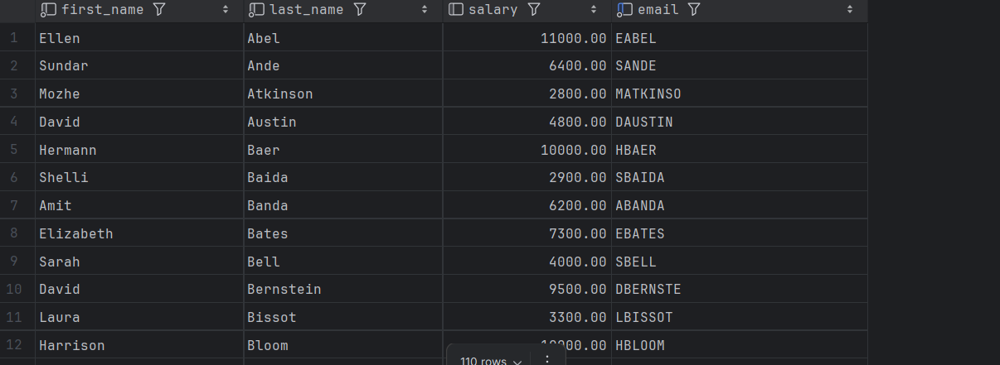 first_name last_name salary email
1 Ellen Abel 11000.00 EABEL
2 Sundar Ande 6400.00 SANDE
3 Mozhe Atkinson 2800.00 MATKINSO
4 David Austin 4800.00 DAUSTIN
5 Hermann Baer 10000.00 HBAER
6 Shelli Baida 2900.00 SBAIDA
7 Amit Banda 6200.00 ABANDA
8 Elizabeth Bates 7300.00 EBATES
9 Sarah Bell 4000.00 SBELL
10 David Bernstein 9500.00 DBERNSTE
11 Laura Bissot 3300.00 LBISSOT
12 Harrison Bloom HBLOOM
110 rows